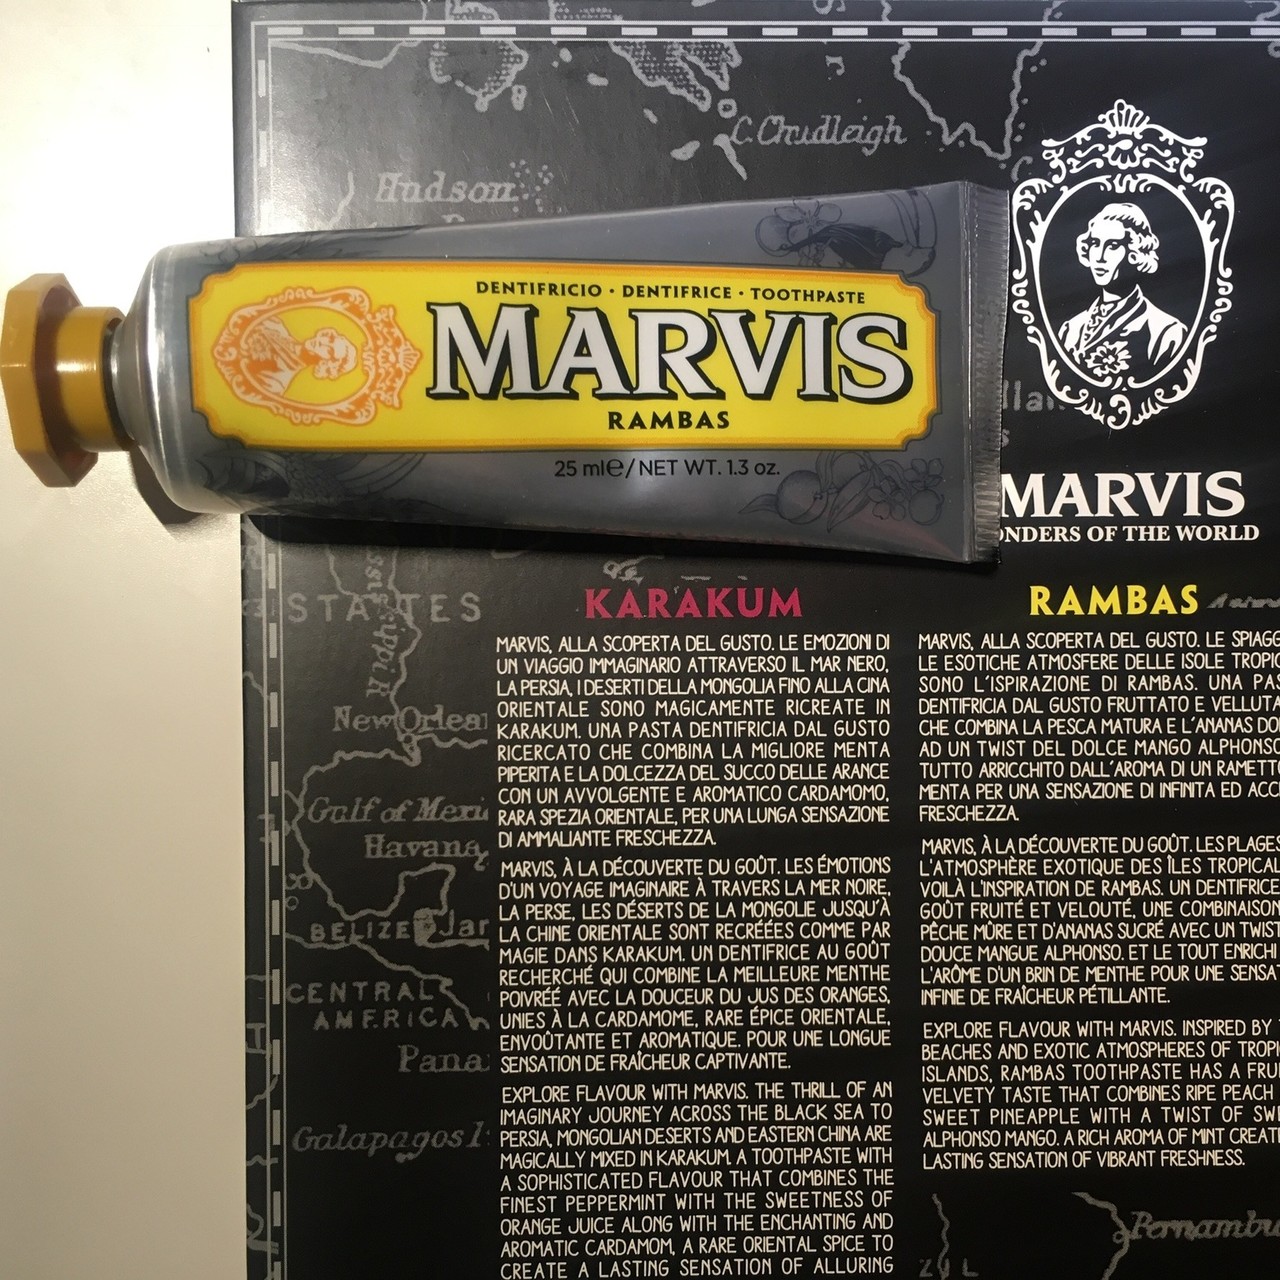 C. Chudleigh
Hudson
DENTIFRICIO · DENTIFRICE · TOOTHPASTE
MARVIS
RAMBAS
25 ml℮/NET WT. 1.3 oz.
MARVIS
ONDERS OF THE WORLD
STATES
New Orlea
Gulf of Mexi
Havana
BELIZE Jar
CENTRAL
AMERICA
Pana
Galapagos I
KARAKUM
MARVIS, ALLA SCOPERTA DEL GUSTO. LE EMOZIONI DI
UN VIAGGIO IMMAGINARIO ATTRAVERSO IL MAR NERO,
LA PERSIA, I DESERTI DELLA MONGOLIA FINO ALLA CINA
ORIENTALE SONO MAGICAMENTE RICREATE IN
KARAKUM. UNA PASTA DENTIFRICIA DAL GUSTO
RICERCATO CHE COMBINA LA MIGLIORE MENTA
PIPERITA E LA DOLCEZZA DEL SUCCO DELLE ARANCE
CON UN AVVOLGENTE E AROMATICO CARDAMOMO,
RARA SPEZIA ORIENTALE, PER UNA LUNGA SENSAZIONE
DI AMMALIANTE FRESCHEZZA.
MARVIS, À LA DÉCOUVERTE DU GOÛT. LES ÉMOTIONS
D'UN VOYAGE IMAGINAIRE À TRAVERS LA MER NOIRE,
LA PERSE, LES DÉSERTS DE LA MONGOLIE JUSQU'À
LA CHINE ORIENTALE SONT RECRÉÉES COMME PAR
MAGIE DANS KARAKUM. UN DENTIFRICE AU GOÛT
RECHERCHÉ QUI COMBINE LA MEILLEURE MENTHE
POIVRÉE AVEC LA DOUCEUR DU JUS DES ORANGES,
UNIES À LA CARDAMOME, RARE ÉPICE ORIENTALE,
ENVOÛTANTE ET AROMATIQUE. POUR UNE LONGUE
SENSATION DE FRAÎCHEUR CAPTIVANTE.
EXPLORE FLAVOUR WITH MARVIS. THE THRILL OF AN
IMAGINARY JOURNEY ACROSS THE BLACK SEA TO
PERSIA, MONGOLIAN DESERTS AND EASTERN CHINA ARE
MAGICALLY MIXED IN KARAKUM. A TOOTHPASTE WITH
A SOPHISTICATED FLAVOUR THAT COMBINES THE
FINEST PEPPERMINT WITH THE SWEETNESS OF
ORANGE JUICE ALONG WITH THE ENCHANTING AND
AROMATIC CARDAMOM, A RARE ORIENTAL SPICE TO
CREATE A LASTING SENSATION OF ALLURING
RAMBAS
MARVIS, ALLA SCOPERTA DEL GUSTO. LE SPIAGG
LE ESOTICHE ATMOSFERE DELLE ISOLE TROPIC
SONO L'ISPIRAZIONE DI RAMBAS. UNA PAS
DENTIFRICIA DAL GUSTO FRUTTATO E VELLUTA
CHE COMBINA LA PESCA MATURA E L'ANANAS DO
AD UN TWIST DEL DOLCE MANGO ALPHONSO
TUTTO ARRICCHITO DALL'AROMA DI UN RAMETTO
MENTA PER UNA SENSAZIONE DI INFINITA ED ACCE
FRESCHEZZA.
MARVIS, À LA DÉCOUVERTE DU GOÛT. LES PLAGES
L'ATMOSPHÈRE EXOTIQUE DES ÎLES TROPICAL
VOILÀ L'INSPIRATION DE RAMBAS. UN DENTIFRICE
GOÛT FRUITÉ ET VELOUTÉ, UNE COMBINAISON
PÊCHE MÛRE ET D'ANANAS SUCRÉ AVEC UN TWIST
DOUCE MANGUE ALPHONSO. ET LE TOUT ENRICHI
L'ARÔME D'UN BRIN DE MENTHE POUR UNE SENSAT
INFINIE DE FRAÎCHEUR PÉTILLANTE.
EXPLORE FLAVOUR WITH MARVIS. INSPIRED BY
BEACHES AND EXOTIC ATMOSPHERES OF TROPI
ISLANDS, RAMBAS TOOTHPASTE HAS A FRUI
VELVETY TASTE THAT COMBINES RIPE PEACH
SWEET PINEAPPLE WITH A TWIST OF SWE
ALPHONSO MANGO. A RICH AROMA OF MINT CREAT
LASTING SENSATION OF VIBRANT FRESHNESS.
Pernambu